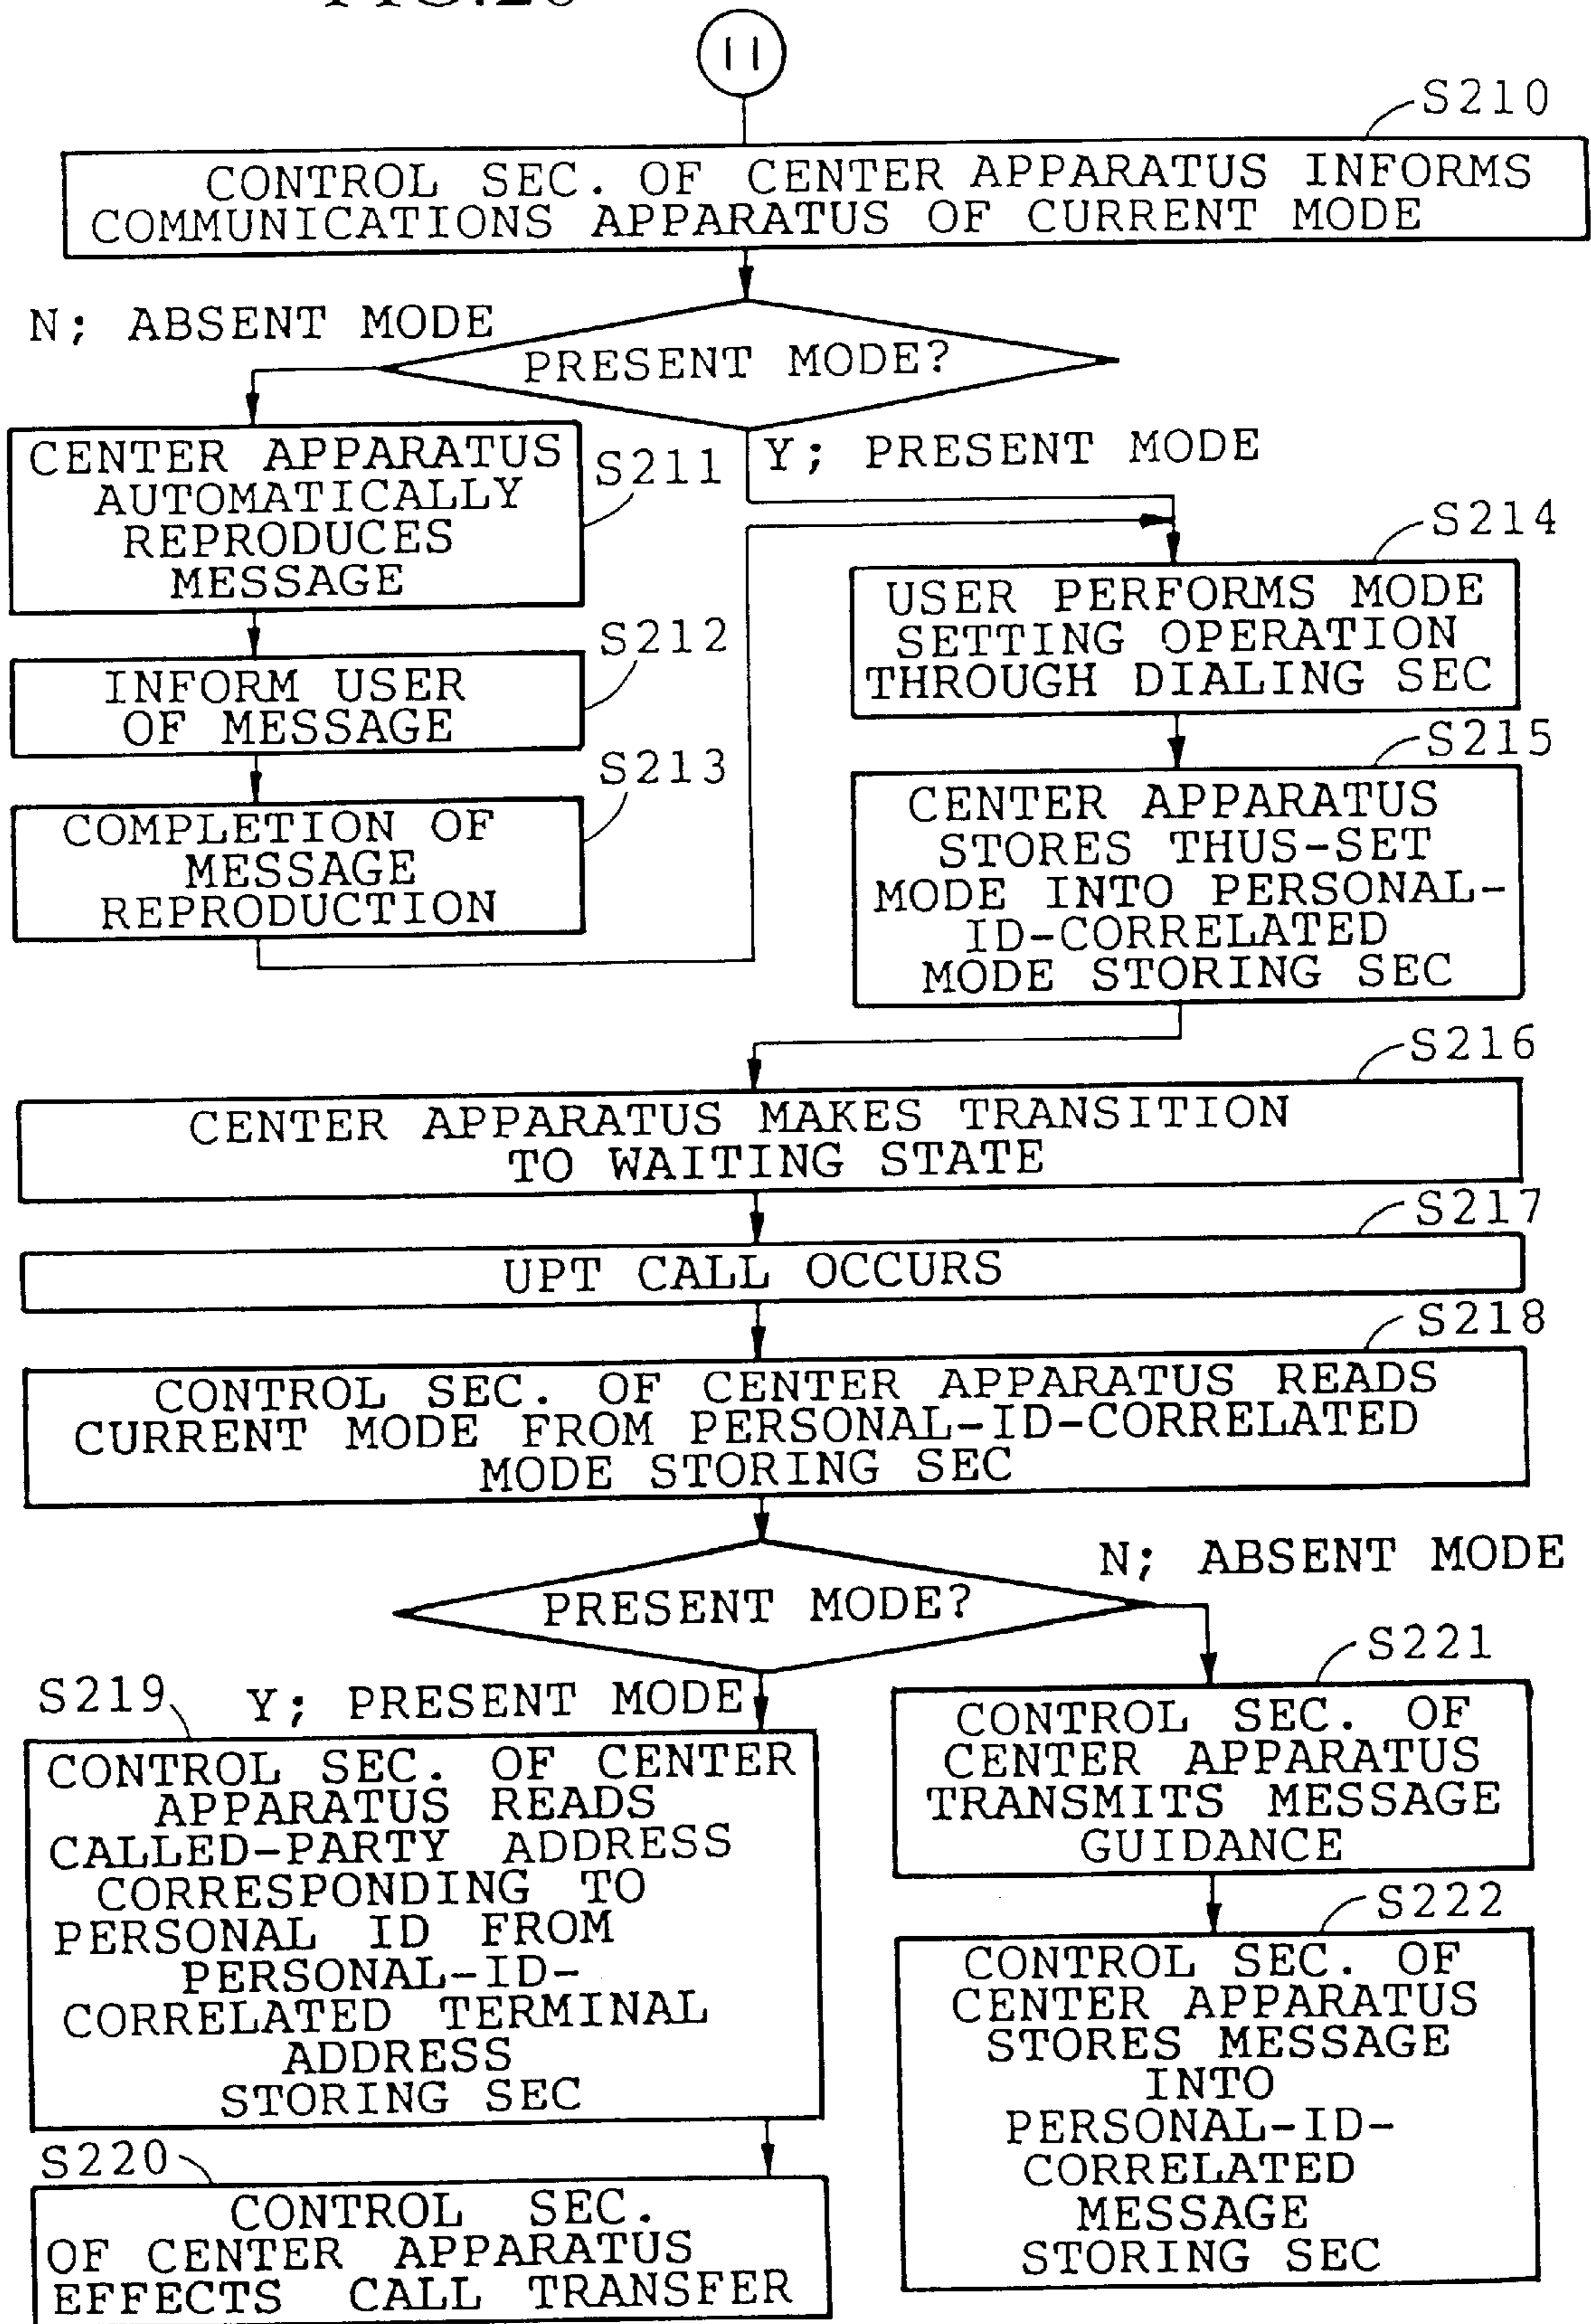 11
S210
CONTROL SEC. OF CENTER APPARATUS INFORMS
COMMUNICATIONS APPARATUS OF CURRENT MODE
N; ABSENT MODE
PRESENT MODE?
Y; PRESENT MODE
CENTER APPARATUS
AUTOMATICALLY
REPRODUCES
MESSAGE
S211
S212
INFORM USER
OF MESSAGE
S213
COMPLETION OF
MESSAGE
REPRODUCTION
S214
USER PERFORMS MODE
SETTING OPERATION
THROUGH DIALING SEC
S215
CENTER APPARATUS
STORES THUS-SET
MODE INTO PERSONAL-
ID-CORRELATED
MODE STORING SEC
S216
CENTER APPARATUS MAKES TRANSITION
TO WAITING STATE
S217
UPT CALL OCCURS
S218
CONTROL SEC. OF CENTER APPARATUS READS
CURRENT MODE FROM PERSONAL-ID-CORRELATED
MODE STORING SEC
N; ABSENT MODE
PRESENT MODE?
S219
Y; PRESENT MODE
CONTROL SEC. OF CENTER
APPARATUS READS
CALLED-PARTY ADDRESS
CORRESPONDING TO
PERSONAL ID FROM
PERSONAL-ID-
CORRELATED TERMINAL
ADDRESS
STORING SEC
S220
CONTROL SEC.
OF CENTER APPARATUS
EFFECTS CALL TRANSFER
S221
CONTROL SEC. OF
CENTER APPARATUS
TRANSMITS MESSAGE
GUIDANCE
S222
CONTROL SEC. OF
CENTER APPARATUS
STORES MESSAGE
INTO
PERSONAL-ID-
CORRELATED
MESSAGE
STORING SEC